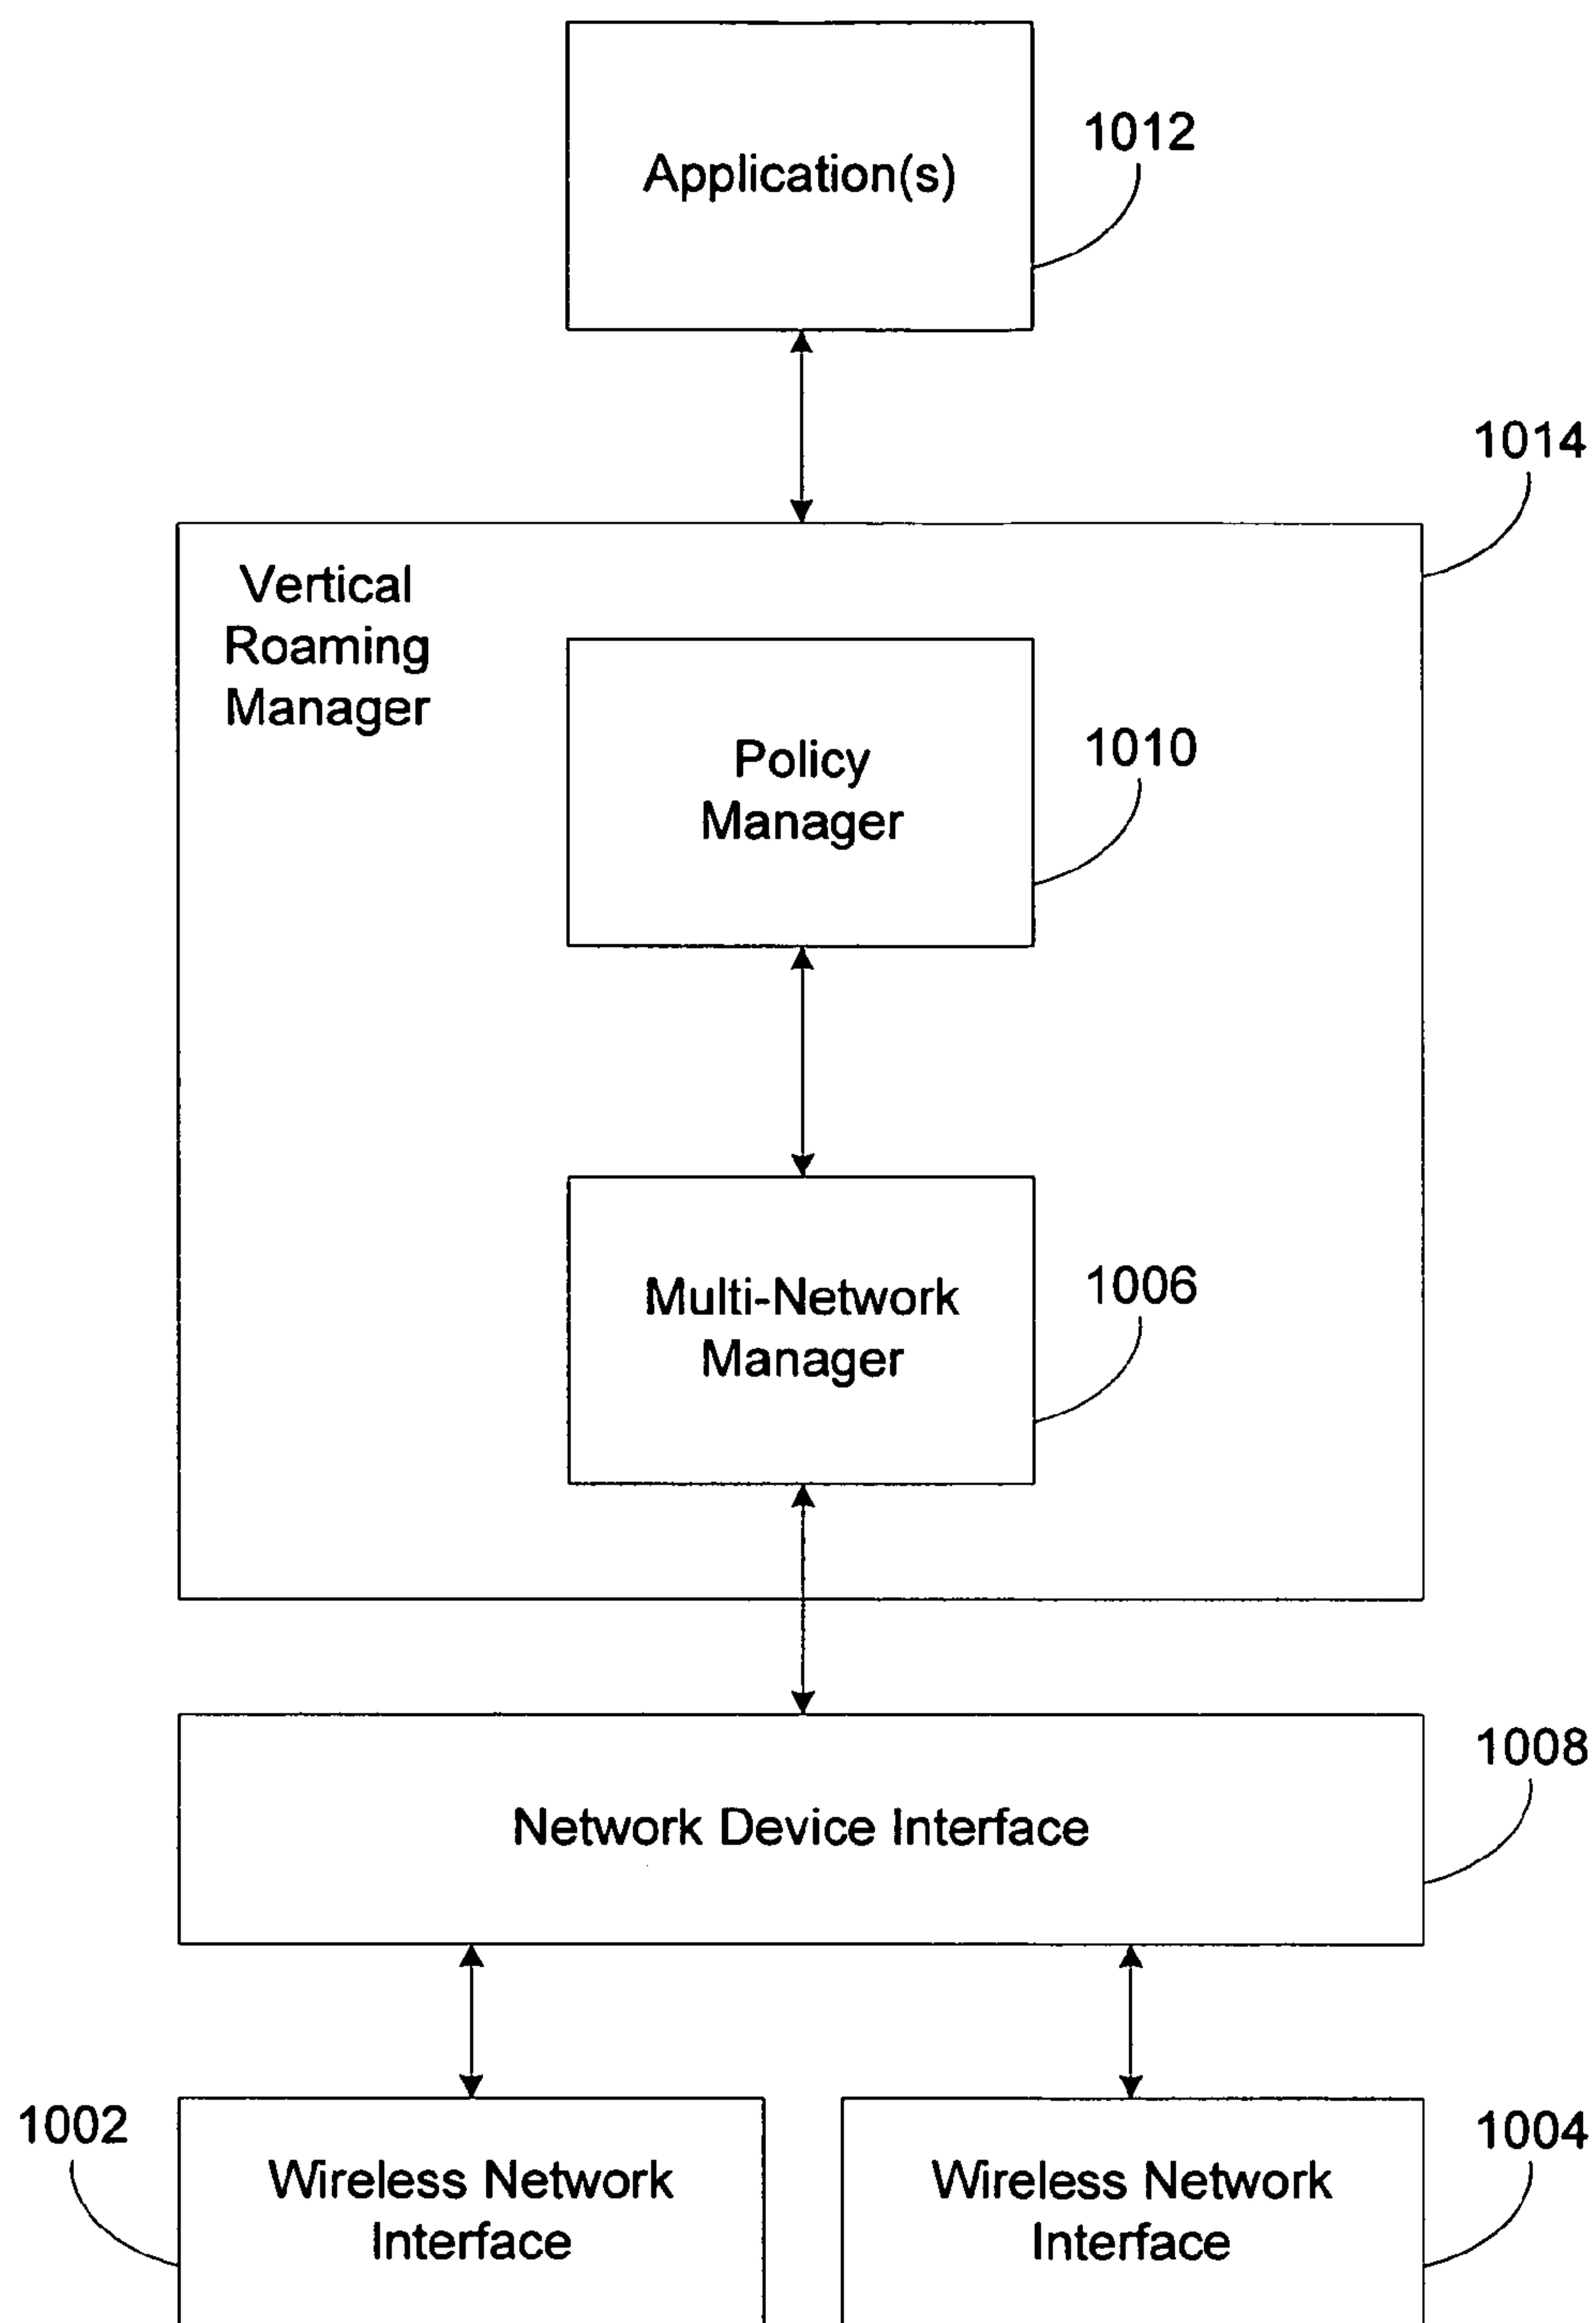 Application(s)
1012
1014
Vertical
Roaming
Manager
Policy
Manager
1010
Multi-Network
Manager
1006
Network Device Interface
1008
1002
Wireless Network
Interface
Wireless Network
Interface
1004